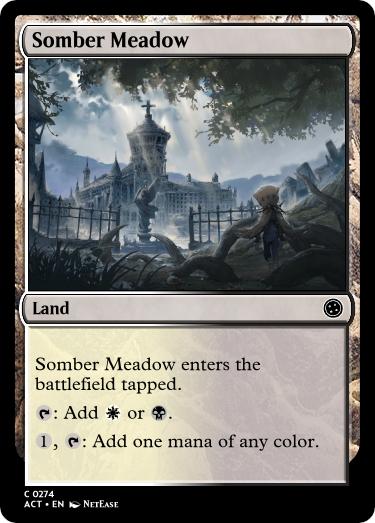 Somber Meadow
Land
Somber Meadow enters the
battlefield tapped.
: Add or .
1, : Add one mana of any color.
C 0274
ACT • EN NetEase